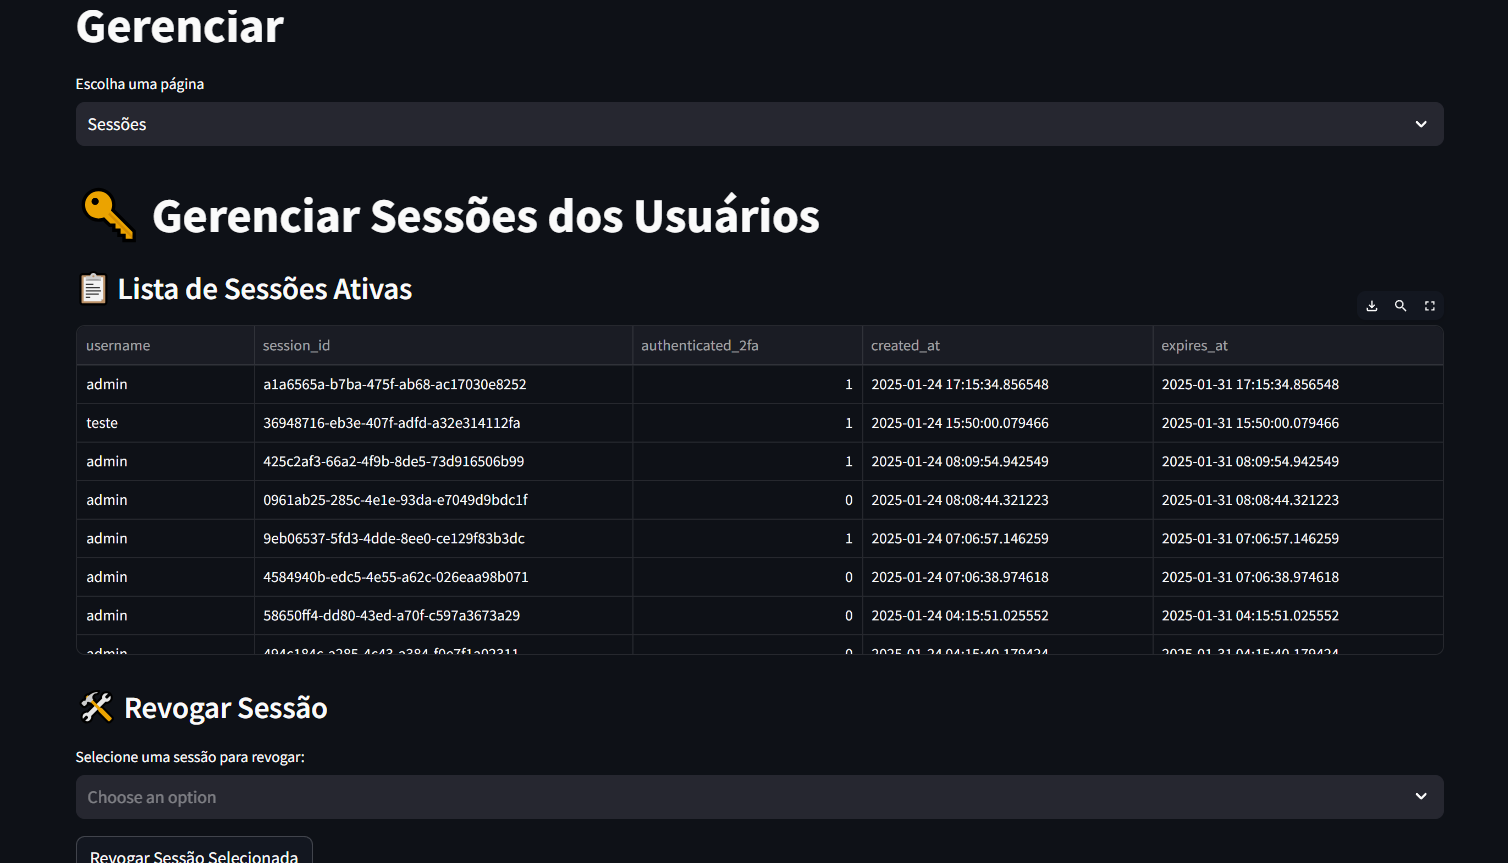 Gerenciar
Escolha uma página
Sessões
Gerenciar Sessões dos Usuários
Lista de Sessões Ativas
username session_id authenticated_2fa created_at expires_at
admin a1a6565a-b7ba-475f-ab68-ac17030e8252 1 2025-01-24 17:15:34.856548 2025-01-31 17:15:34.856548
teste 36948716-eb3e-407f-adfd-a32e314112fa 1 2025-01-24 15:50:00.079466 2025-01-31 15:50:00.079466
admin 425c2af3-66a2-4f9b-8de5-73d916506b99 1 2025-01-24 08:09:54.942549 2025-01-31 08:09:54.942549
admin 0961ab25-285c-4e1e-93da-e7049d9bdc1f 0 2025-01-24 08:08:44.321223 2025-01-31 08:08:44.321223
admin 9eb06537-5fd3-4dde-8ee0-ce129f83b3dc 1 2025-01-24 07:06:57.146259 2025-01-31 07:06:57.146259
admin 4584940b-edc5-4e55-a62c-026eaa98b071 0 2025-01-24 07:06:38.974618 2025-01-31 07:06:38.974618
admin 58650ff4-dd80-43ed-a70f-c597a3673a29 0 2025-01-24 04:15:51.025552 2025-01-31 04:15:51.025552
admin 0 2025-01-24 2025-01-31
Revogar Sessão
Selecione uma sessão para revogar:
Choose an option
Revogar Sessão Selecionada